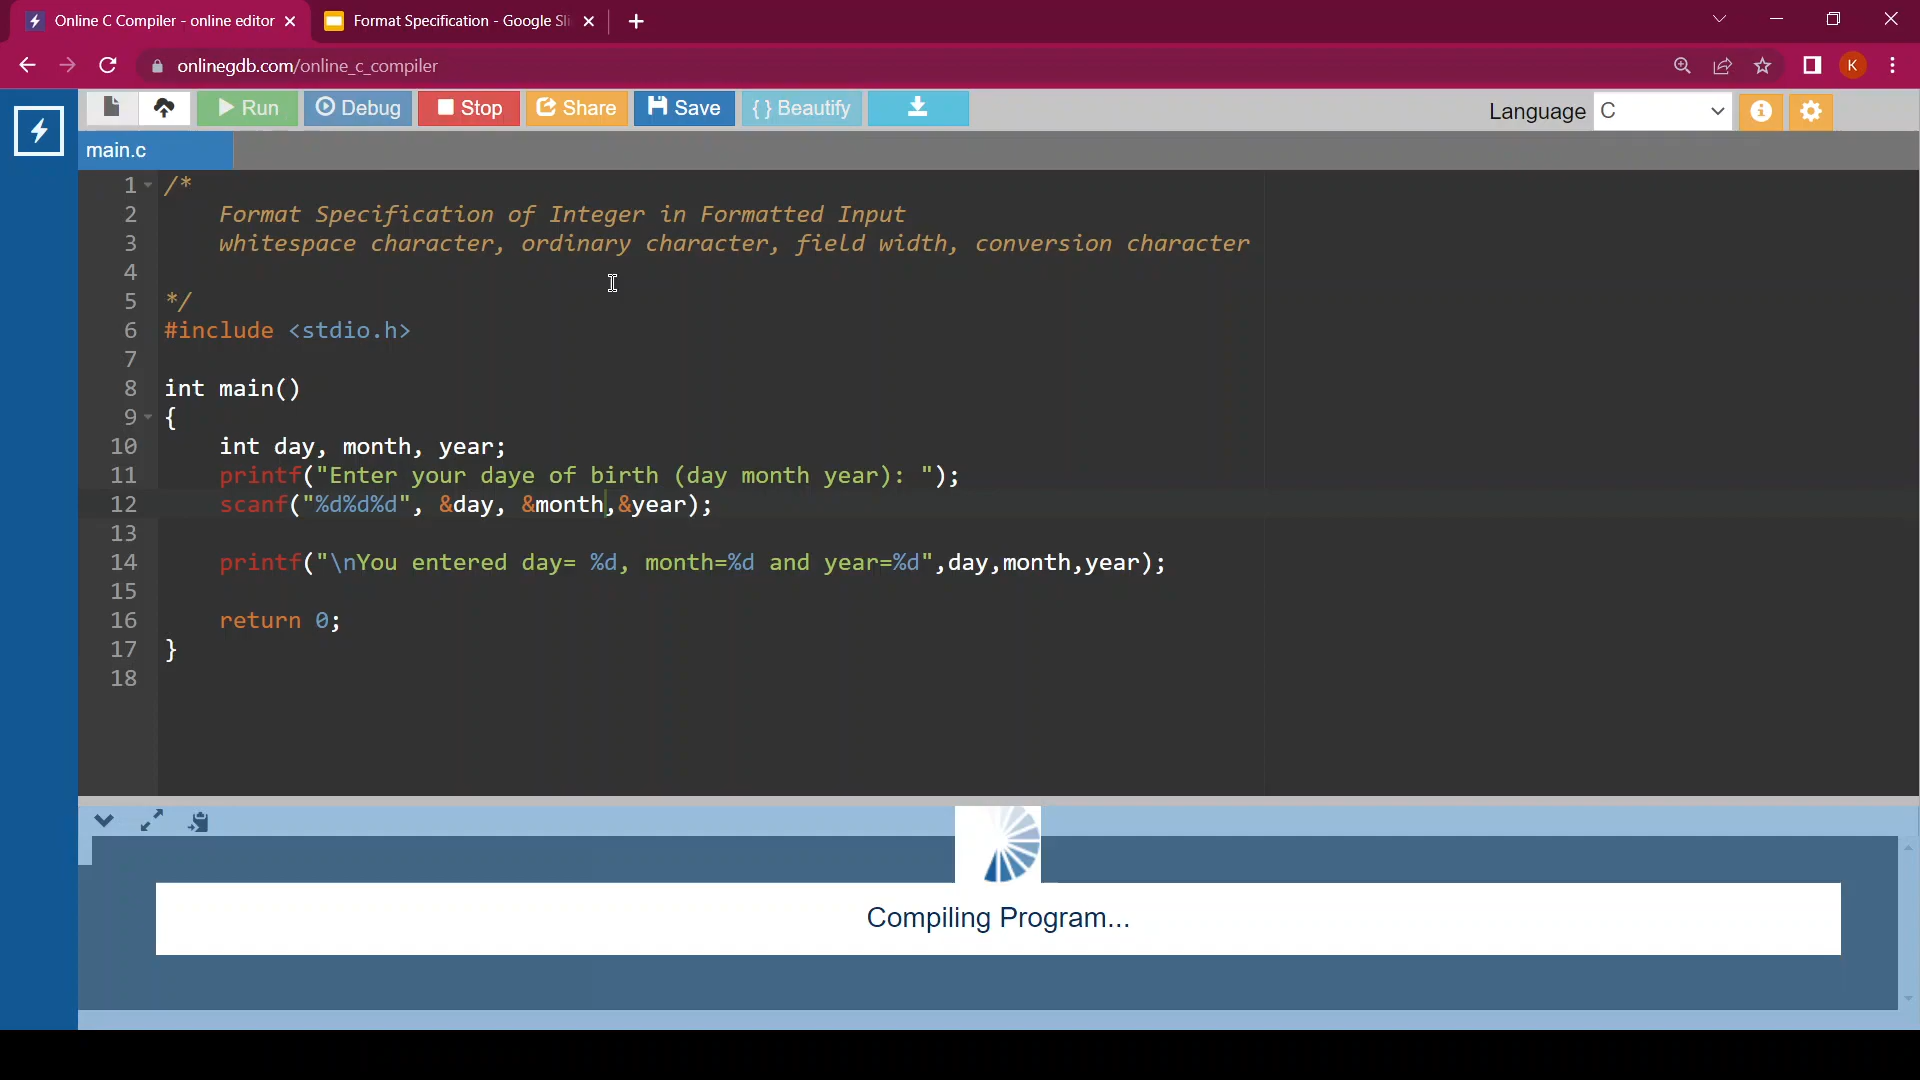 Online C Compiler - online editor
Format Specification - Google Sli
onlinegdb.com/online_c_compiler
K
Run
Debug
Stop
Share
Save
{ } Beautify
Language C
main.c
1 /*
2 Format Specification of Integer in Formatted Input
3 whitespace character, ordinary character, field width, conversion character
4
5 */
6 #include <stdio.h>
7
8 int main()
9 {
10 int day, month, year;
11 printf("Enter your daye of birth (day month year): ");
12 scanf("%d%d%d", &day, &month,&year);
13
14 printf("\nYou entered day= %d, month=%d and year=%d",day,month,year);
15
16 return 0;
17 }
18
Compiling Program...